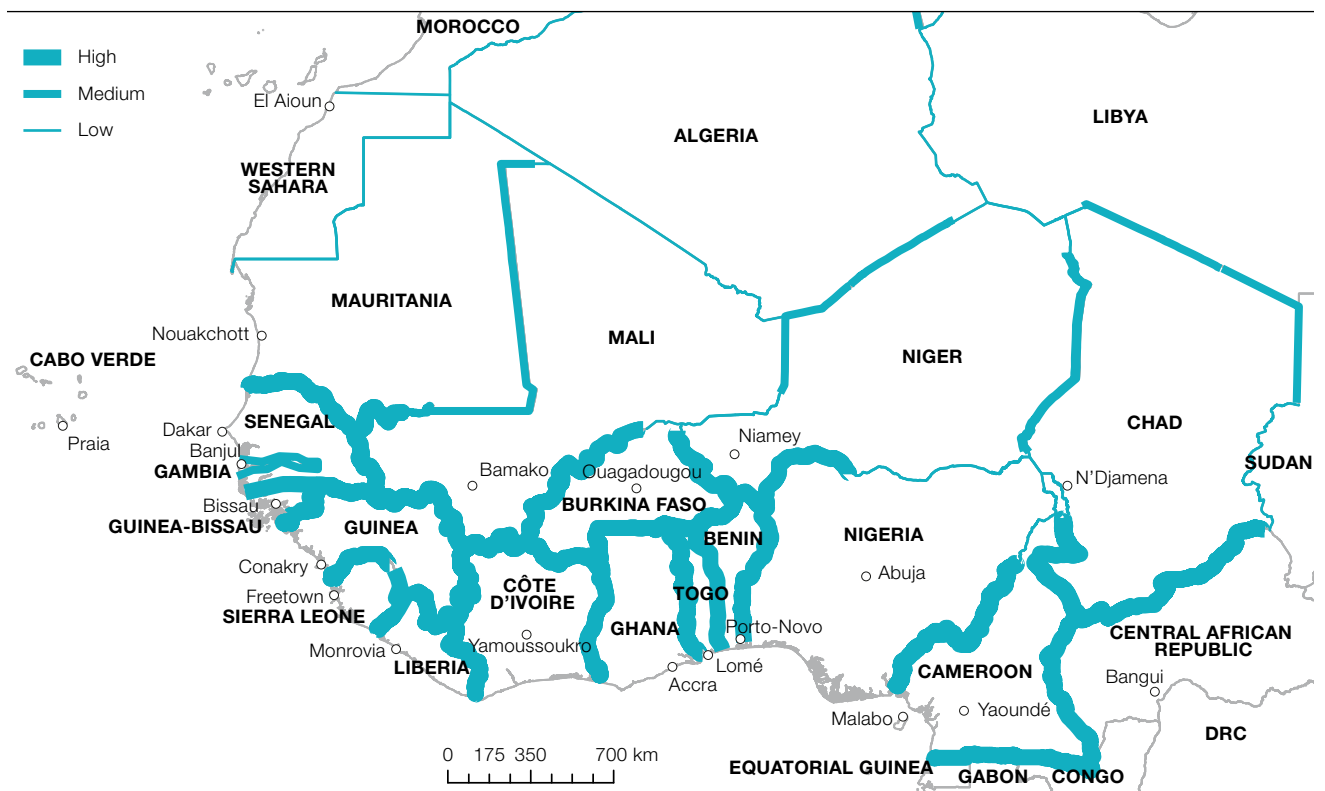 MOROCCO
High
Medium
Low
El Aioun
ALGERIA
LIBYA
WESTERN
SAHARA
MAURITANIA
Nouakchott
MALI
NIGER
CABO VERDE
Praia
SENEGAL
Dakar
Banjul
GAMBIA
Bissau
GUINEA-BISSAU
Bamako
Niamey
Ouagadougou
BURKINA FASO
CHAD
SUDAN
N'Djamena
GUINEA
BENIN
NIGERIA
Conakry
Abuja
Freetown
SIERRA LEONE
CÔTE
D'IVOIRE
TOGO
GHANA
Porto-Novo
Yamoussoukro
Monrovia
LIBERIA
Lomé
Accra
CENTRAL AFRICAN
REPUBLIC
CAMEROON
Bangui
Malabo
Yaoundé
DRC
0 175 350 700 km
EQUATORIAL GUINEA
GABON
CONGO